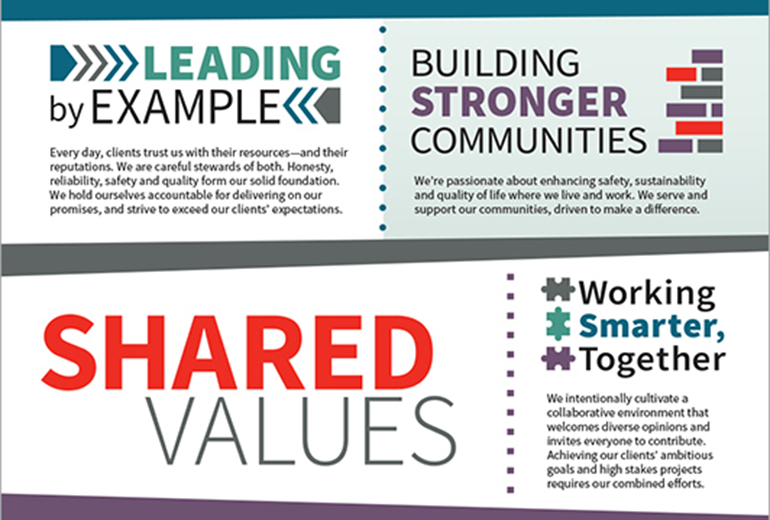 LEADING
by EXAMPLE
Every day, clients trust us with their resources—and their
reputations. We are careful stewards of both. Honesty,
reliability, safety and quality form our solid foundation.
We hold ourselves accountable for delivering on our
promises, and strive to exceed our clients' expectations.
BUILDING
STRONGER
COMMUNITIES
We're passionate about enhancing safety, sustainability
and quality of life where we live and work. We serve and
support our communities, driven to make a difference.
SHARED
VALUES
Working
Smarter,
Together
We intentionally cultivate a
collaborative environment that
welcomes diverse opinions and
invites everyone to contribute.
Achieving our clients' ambitious
goals and high stakes projects
requires our combined efforts.